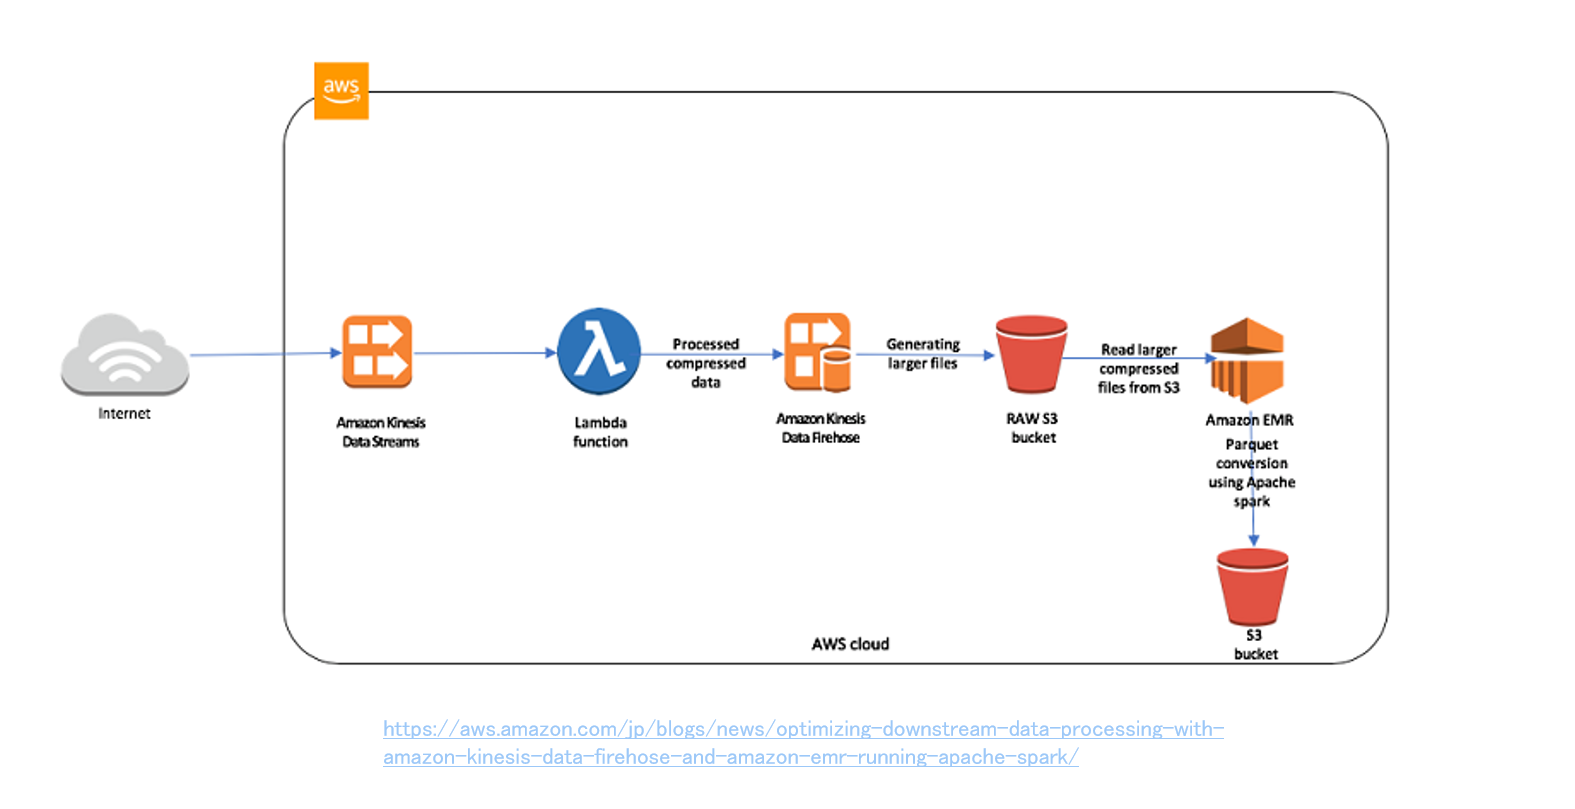 aws
Internet
Amazon Kinesis
Data Streams
Lambda
function
Processed
compressed
data
Amazon Kinesis
Data Firehose
Generating
larger files
RAW S3
bucket
Read larger
compressed
files from S3
Amazon EMR
Parquet
conversion
using Apache
spark
S3
bucket
AWS cloud
https://aws.amazon.com/jp/blogs/news/optimizing-downstream-data-processing-with-
amazon-kinesis-data-firehose-and-amazon-emr-running-apache-spark/